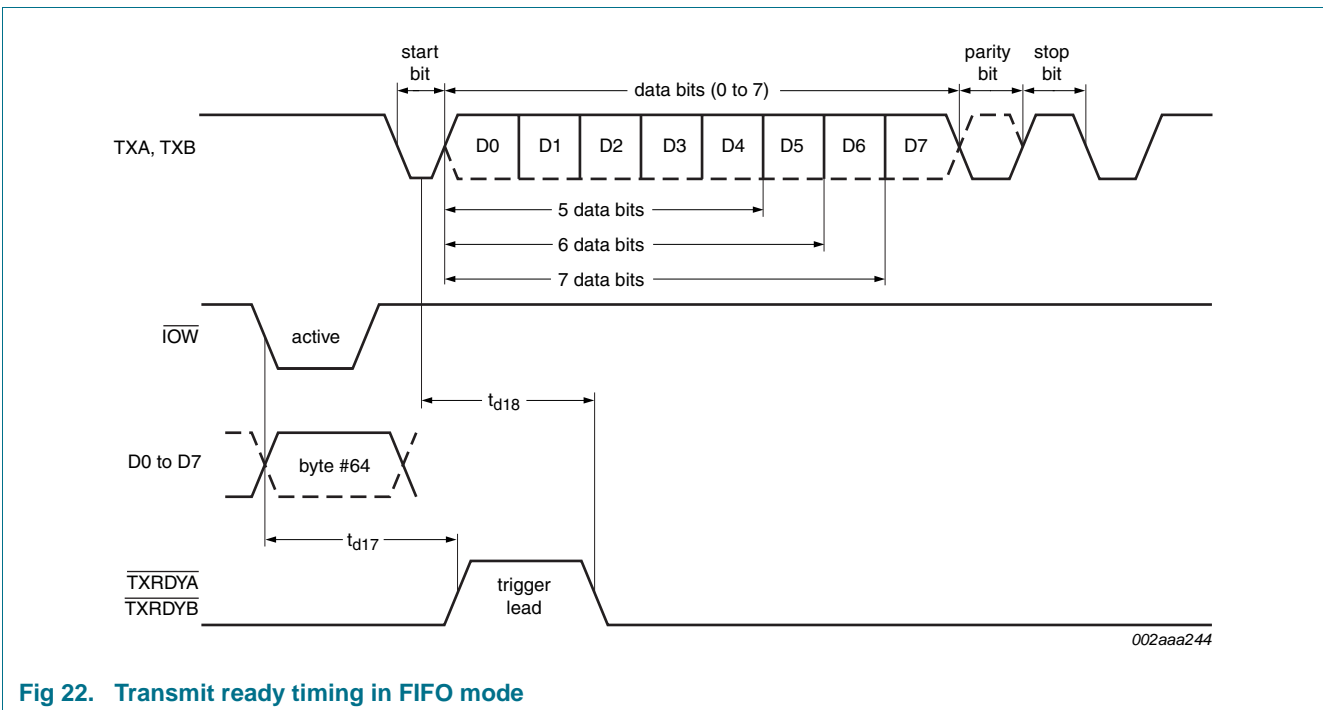 start
bit
data bits (0 to 7)
parity
bit
stop
bit
TXA, TXB
D0 D1 D2 D3 D4 D5 D6 D7
5 data bits
6 data bits
7 data bits
IOW
active
td18
D0 to D7
byte #64
td17
TXRDYA
TXRDYB
trigger
lead
002aaa244
Fig 22. Transmit ready timing in FIFO mode